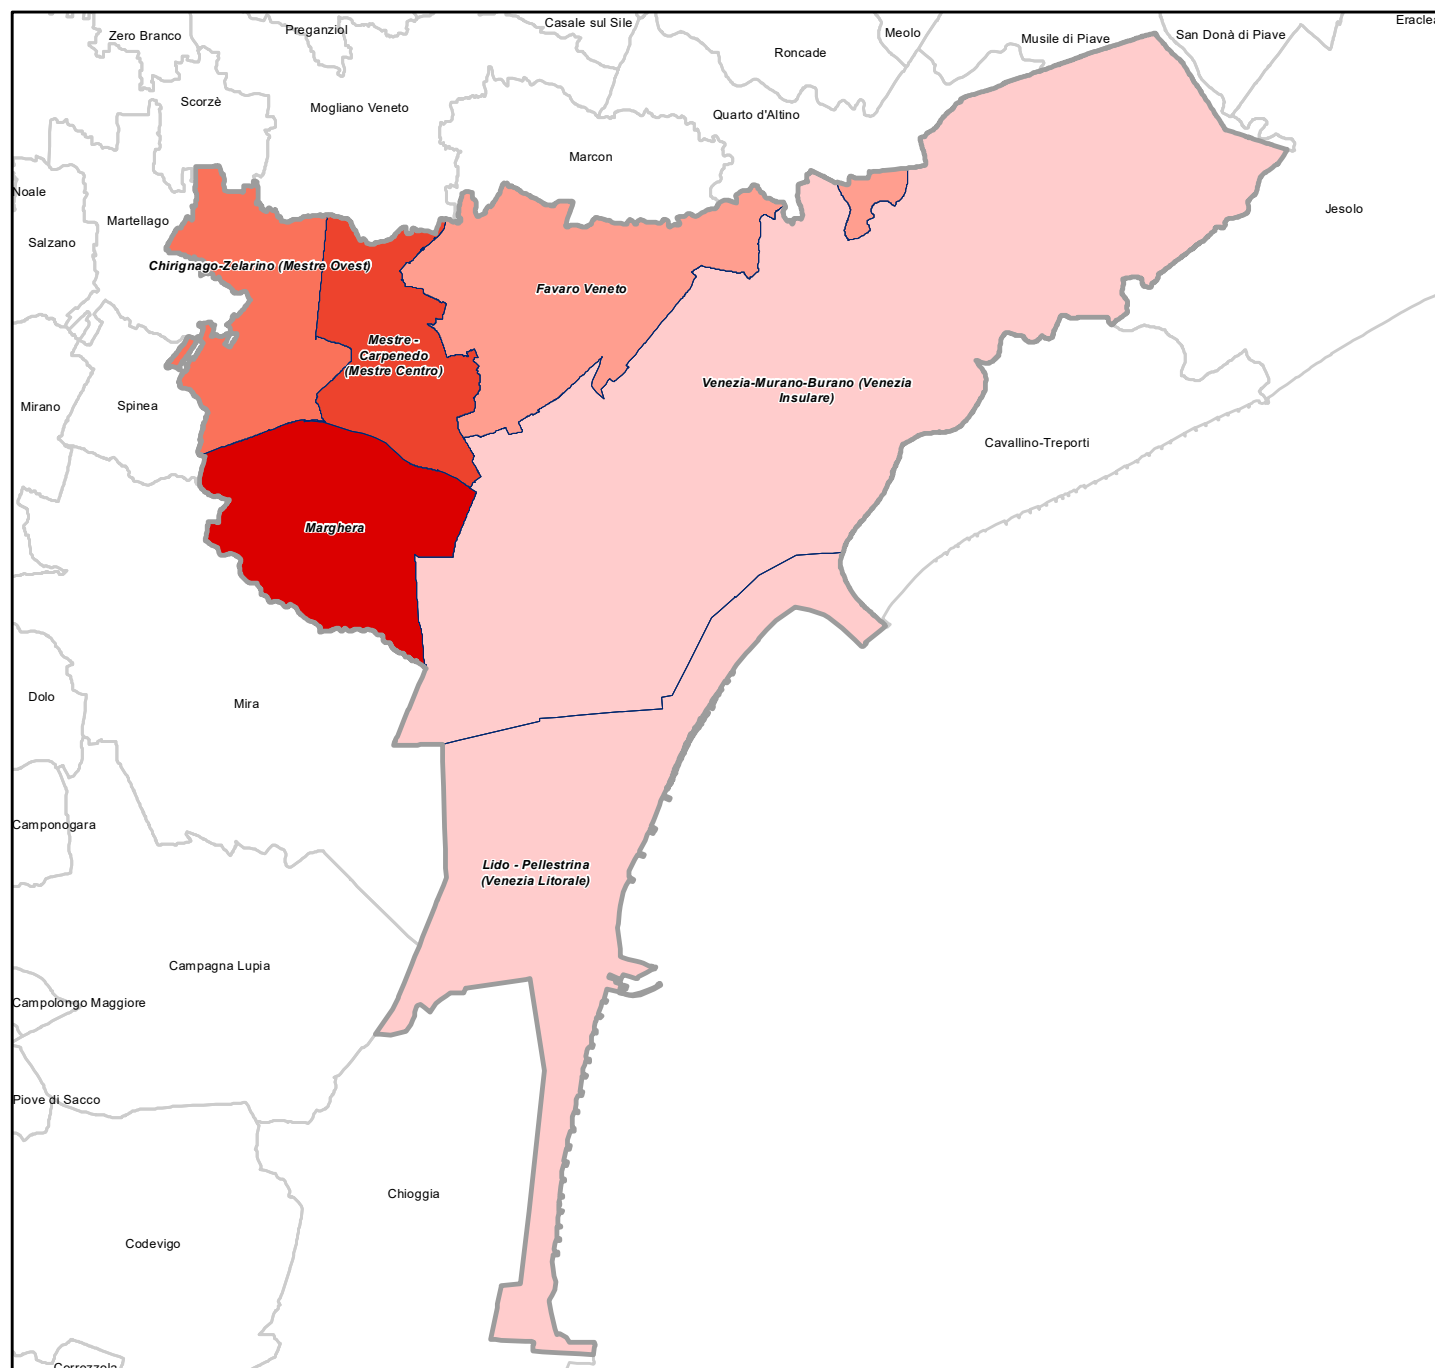 Eraclea
Casale sul Sile
Preganziol
Zero Branco
Meolo
San Donà di Piave
Musile di Piave
Roncade
Scorzè
Mogliano Veneto
Quarto d'Altino
Marcon
Noale
Martellago
Jesolo
Salzano
Chirignago-Zelarino (Mestre Ovest)
Favaro Veneto
Mestre -
Carpenedo
(Mestre Centro)
Venezia-Murano-Burano (Venezia
Insulare)
Mirano
Spinea
Cavallino-Treporti
Marghera
Dolo
Mira
Camponogara
Lido - Pellestrina
(Venezia Litorale)
Campagna Lupia
Campolongo Maggiore
Piove di Sacco
Chioggia
Codevigo
Correzzola